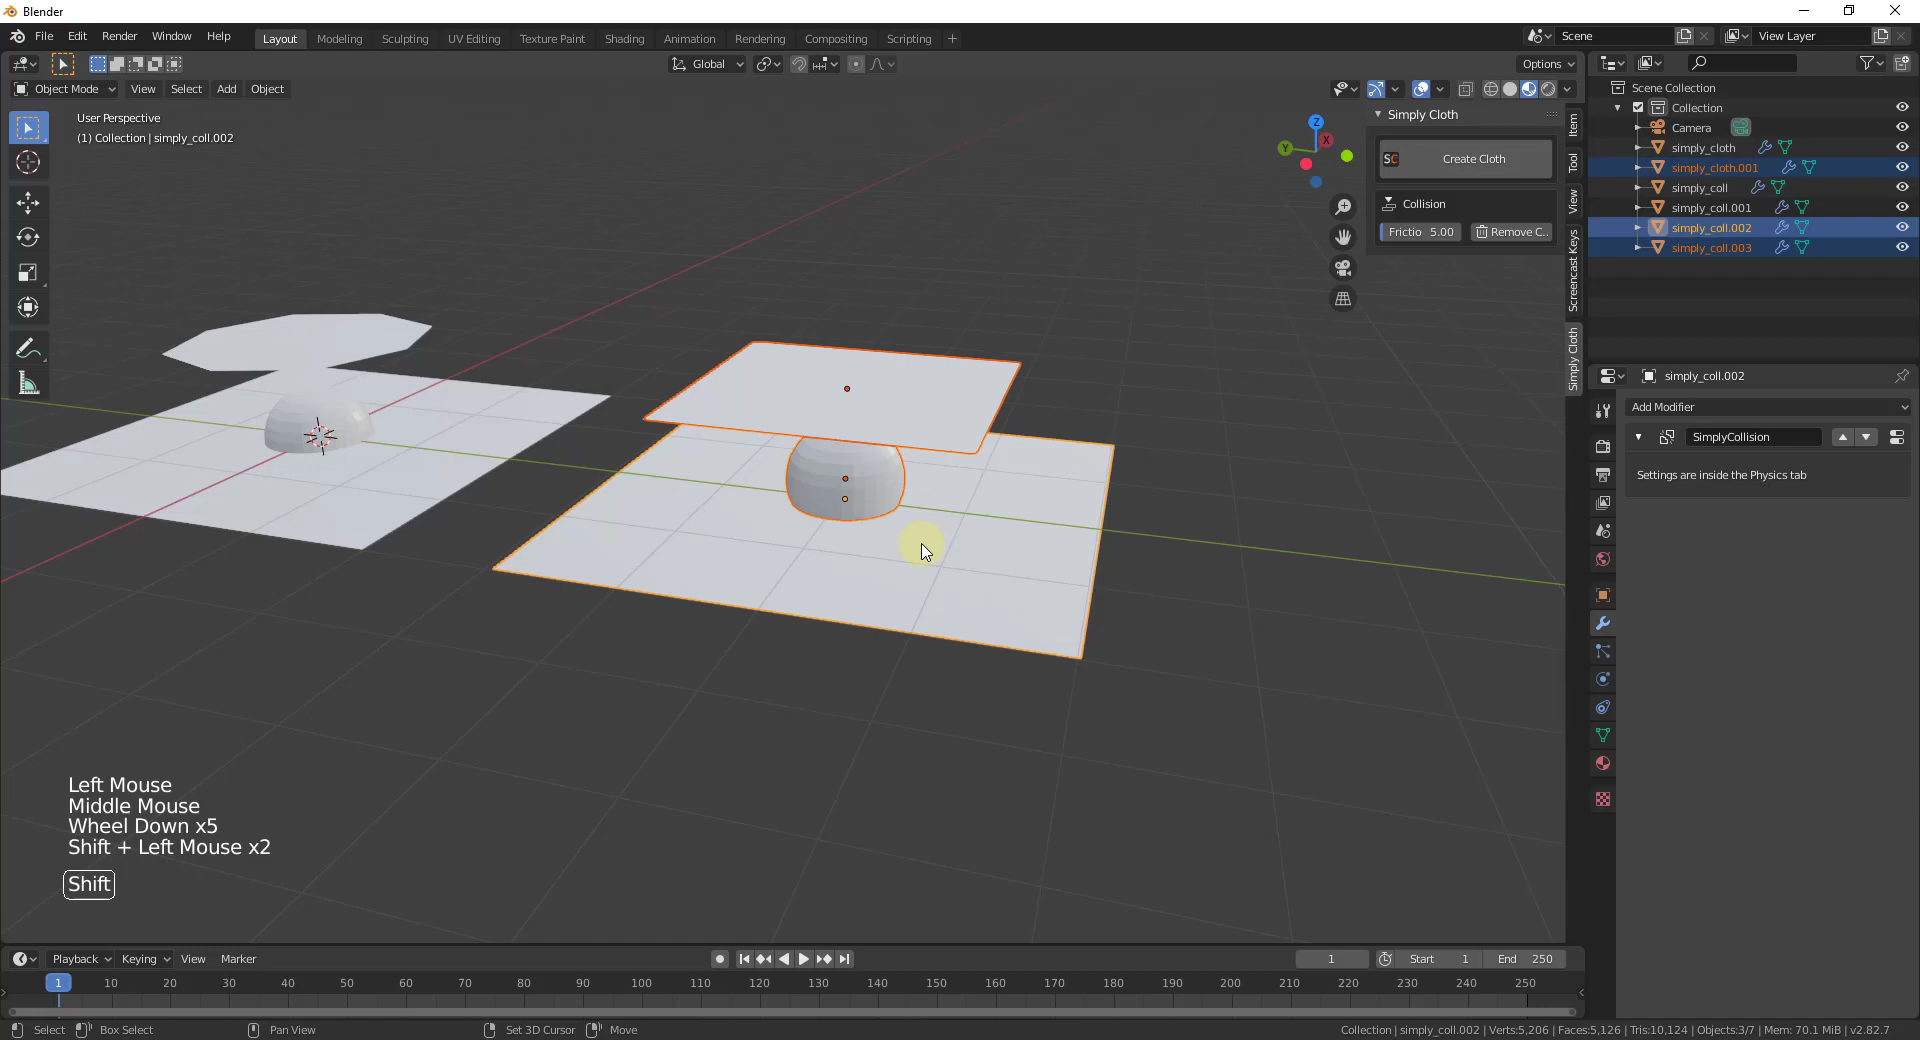 Blender
File Edit Render Window Help Layout Modeling Sculpting UV Editing Texture Paint Shading Animation Rendering Compositing Scripting + Scene View Layer
Global Options
Object Mode View Select Add Object
User Perspective
(1) Collection | simply_coll.002
Z
X
Y
Simply Cloth
SC Create Cloth
Collision
Frictio 5.00 Remove C..
Item
Tool
View
Screencast Keys
Simply Cloth
Scene Collection
Collection
Camera
simply_cloth
simply_cloth.001
simply_coll
simply_coll.001
simply_coll.002
simply_coll.003
simply_coll.002
Add Modifier
SimplyCollision
Settings are inside the Physics tab
Left Mouse
Middle Mouse
Wheel Down x5
Shift + Left Mouse x2
Shift
Playback Keying View Marker 1 Start 1 End 250
1 10 20 30 40 50 60 70 80 90 100 110 120 130 140 150 160 170 180 190 200 210 220 230 240 250
Select Box Select Pan View Set 3D Cursor Move Collection | simply_coll.002 | Verts:5,206 | Faces:5,126 | Tris:10,124 | Objects:3/7 | Mem: 70.1 MiB | v2.82.7